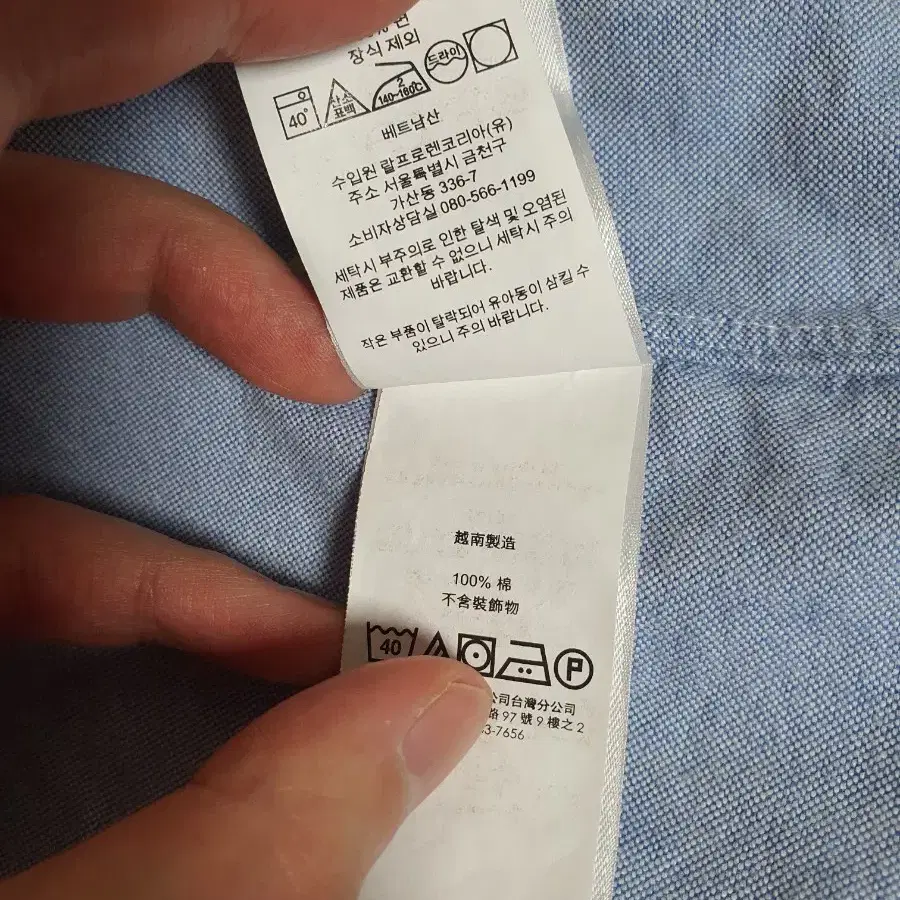 % 면
장식 제외
40° 산소 표백 2 140~160℃ 드라이
베트남산
수입원 랄프로렌코리아(유)
주소 서울특별시 금천구
가산동 336-7
소비자상담실 080-566-1199
세탁시 부주의로 인한 탈색 및 오염된
제품은 교환할 수 없으니 세탁시 주의
바랍니다.
작은 부품이 탈락되어 유아동이 삼킬 수
있으니 주의 바랍니다.
越南製造
100% 棉
不含裝飾物
40 P
公司台灣分公司
路 97 號 9 樓之 2
3-7656